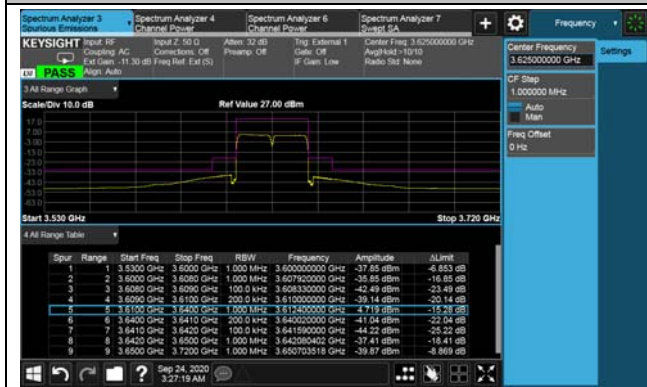 Spectrum Analyzer 3
Spurious Emissions
Spectrum Analyzer 4
Channel Power
Spectrum Analyzer 6
Channel Power
Spectrum Analyzer 7
Swept SA
+
Frequency
KEYSIGHT
Input: RF
Coupling: AC
Ext Gain: -11.30 dB
Align: Auto
Input Z: 50 Ω
Corrections: Off
Freq Ref: Ext (S)
Atten: 32 dB
Preamp: Off
Trig: External 1
Gate: Off
IF Gain: Low
Center Freq: 3.625000000 GHz
Avg|Hold:>10/10
Radio Std: None
PASS
Center Frequency
3.625000000 GHz
Settings
CF Step
1.000000 MHz
Auto
Man
Freq Offset
0 Hz
3 All Range Graph
Scale/Div 10.0 dB
Ref Value 27.00 dBm
17.0
7.00
-3.00
-13.0
-23.0
-33.0
-43.0
-53.0
-63.0
Start 3.530 GHz
Stop 3.720 GHz
4 All Range Table
Spur Range Start Freq Stop Freq RBW Frequency Amplitude ΔLimit
1 1 3.5300 GHz 3.6000 GHz 1.000 MHz 3.600000000 GHz -37.85 dBm -6.853 dB
2 2 3.6000 GHz 3.6080 GHz 1.000 MHz 3.607920000 GHz -35.85 dBm -16.85 dB
3 3 3.6080 GHz 3.6090 GHz 100.0 kHz 3.608330000 GHz -42.49 dBm -23.49 dB
4 4 3.6090 GHz 3.6100 GHz 200.0 kHz 3.610000000 GHz -39.14 dBm -20.14 dB
5 5 3.6100 GHz 3.6400 GHz 1.000 MHz 3.612400000 GHz 4.719 dBm -15.28 dB
6 6 3.6400 GHz 3.6410 GHz 200.0 kHz 3.640020000 GHz -41.04 dBm -22.04 dB
7 7 3.6410 GHz 3.6420 GHz 100.0 kHz 3.641590000 GHz -44.22 dBm -25.22 dB
8 8 3.6420 GHz 3.6500 GHz 1.000 MHz 3.642080402 GHz -37.41 dBm -18.41 dB
9 9 3.6500 GHz 3.7200 GHz 1.000 MHz 3.650703518 GHz -39.87 dBm -8.869 dB
?
Sep 24, 2020
3:27:19 AM